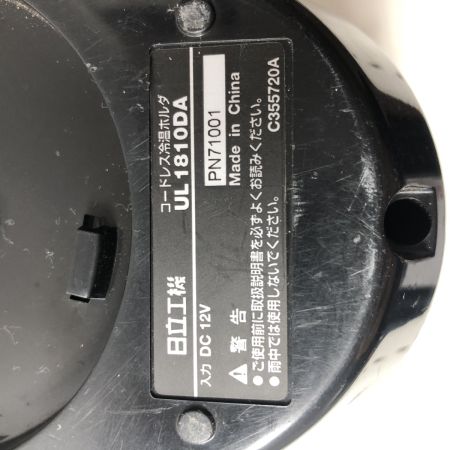 コードレス冷温ホルダ
日立工機 UL 1810DA
入力 DC 12V PN71001
Made in China
警告
●ご使用前に取扱説明書を必ずよくお読みください。
●雨中では使用しないでください。
C355720A